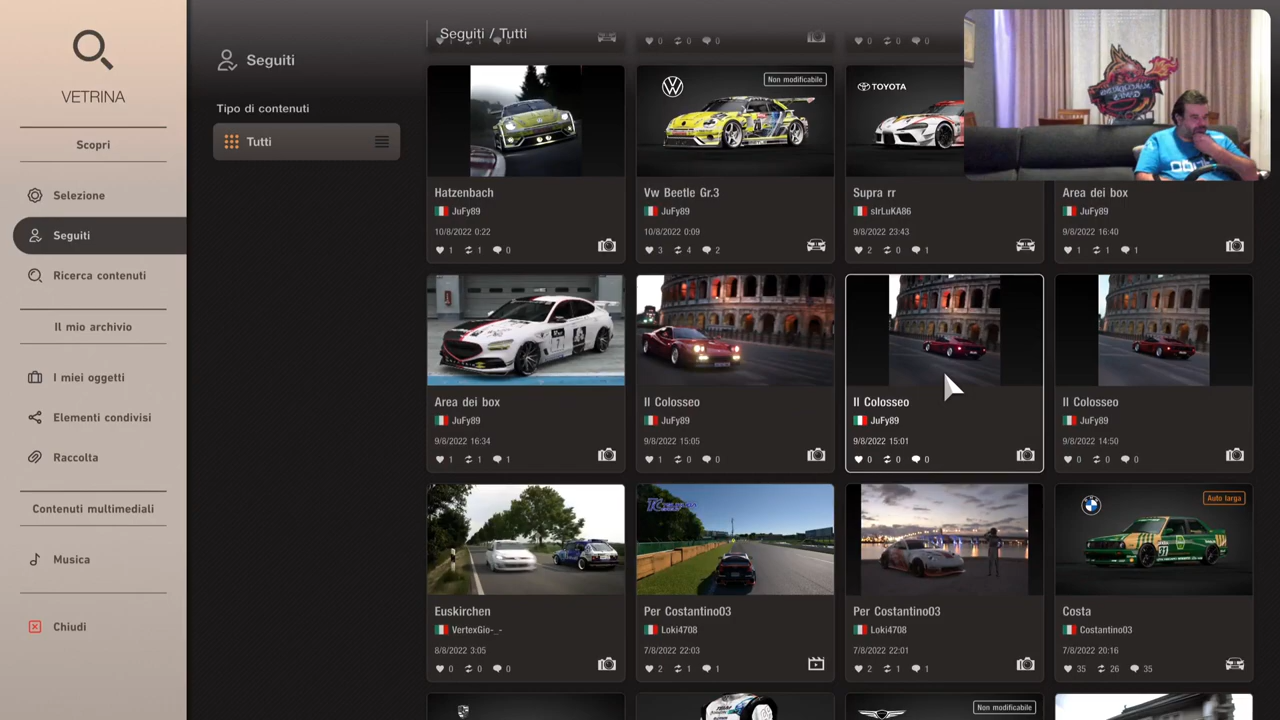 VETRINA
Scopri
Selezione
Seguiti
Ricerca contenuti
Il mio archivio
I miei oggetti
Elementi condivisi
Raccolta
Contenuti multimediali
Musica
Chiudi
Seguiti
Tipo di contenuti
Tutti
Seguiti / Tutti
0 0 0
0 0 0
Hatzenbach
JuFy89
10/8/2022 0:22
1 1 0
Non modificabile
Vw Beetle Gr.3
JuFy89
10/8/2022 0:09
3 4 2
TOYOTA
Supra rr
sIrLuKA86
9/8/2022 23:43
2 0 1
Area dei box
JuFy89
9/8/2022 16:40
1 1 1
Area dei box
JuFy89
9/8/2022 16:34
1 1 1
Il Colosseo
JuFy89
9/8/2022 15:05
1 0 0
Il Colosseo
JuFy89
9/8/2022 15:01
0 0 0
Il Colosseo
JuFy89
9/8/2022 14:50
0 0 0
Euskirchen
VertexGio-_-
8/8/2022 3:05
0 0 0
Per Costantino03
Loki4708
7/8/2022 22:03
2 1 1
Per Costantino03
Loki4708
7/8/2022 22:01
2 1 1
Auto larga
Costa
Costantino03
7/8/2022 20:16
35 26 35
Non modificabile